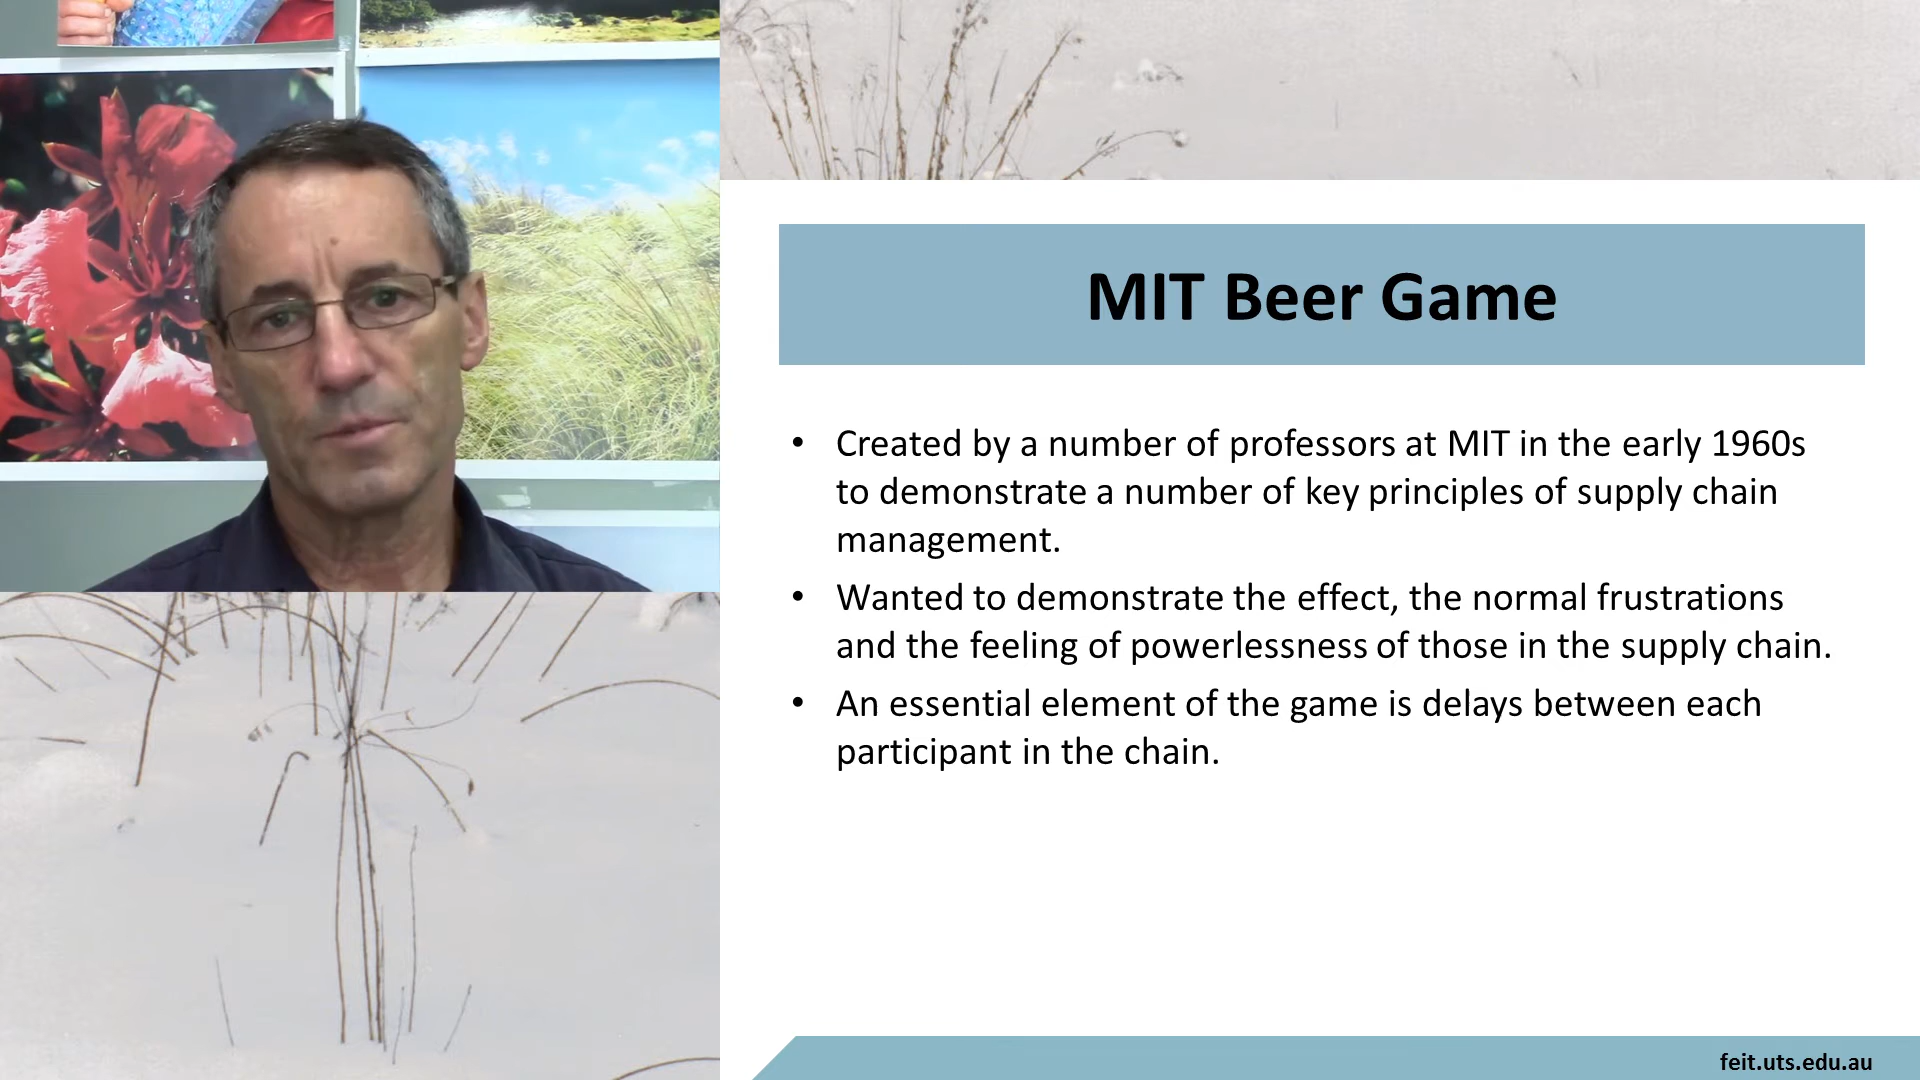 MIT Beer Game
• Created by a number of professors at MIT in the early 1960s
to demonstrate a number of key principles of supply chain
management.
• Wanted to demonstrate the effect, the normal frustrations
and the feeling of powerlessness of those in the supply chain.
• An essential element of the game is delays between each
participant in the chain.
feit.uts.edu.au